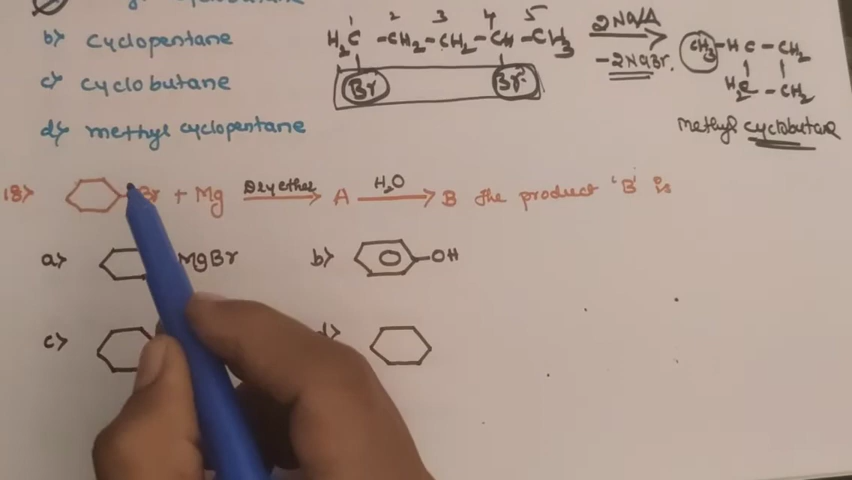 b) cyclopentane
c) cyclobutane
d) methyl cyclopentane
1 2 3 4 5
H₂C-CH₂-CH₂-CH-CH₃
Br Br
2Na/Δ
-2NaBr.
CH₃-HC-CH₂
H₂C-CH₂
Methyl cyclobutane
18) Br + Mg Dry ether A H₂O B The product 'B' is
a) MgBr b) OH
c) d)